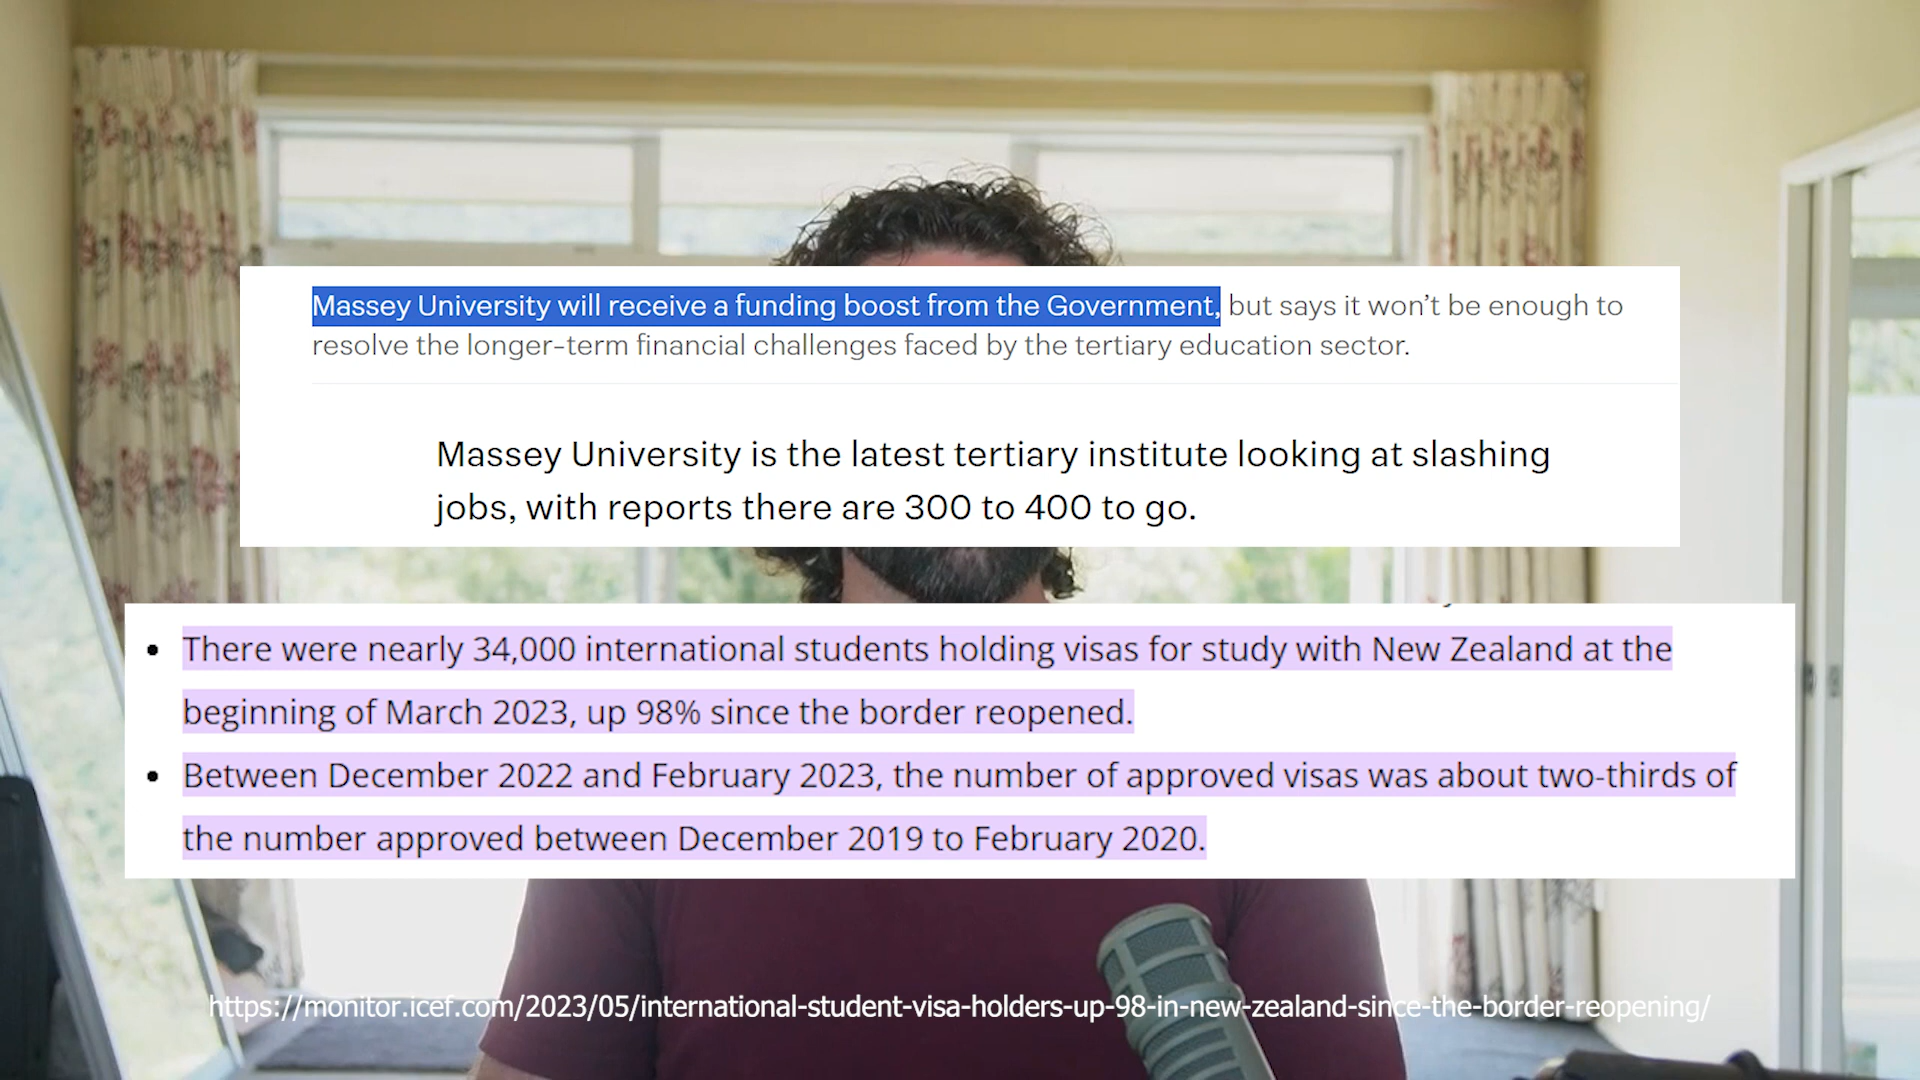 Massey University will receive a funding boost from the Government, but says it won't be enough to
resolve the longer-term financial challenges faced by the tertiary education sector.
Massey University is the latest tertiary institute looking at slashing
jobs, with reports there are 300 to 400 to go.
• There were nearly 34,000 international students holding visas for study with New Zealand at the
beginning of March 2023, up 98% since the border reopened.
• Between December 2022 and February 2023, the number of approved visas was about two-thirds of
the number approved between December 2019 to February 2020.
https://monitor.icef.com/2023/05/international-student-visa-holders-up-98-in-new-zealand-since-the-border-reopening/